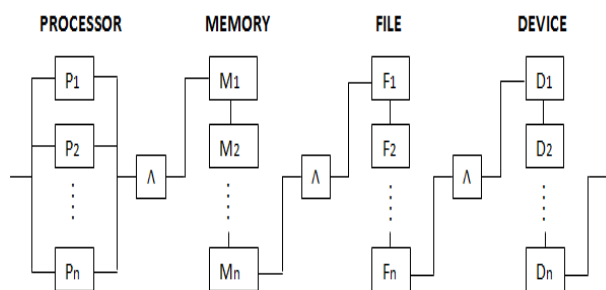 PROCESSOR MEMORY FILE DEVICE
P1 M1 F1 D1
P2 M2 F2 D2
Λ Λ Λ
Pn Mn Fn Dn